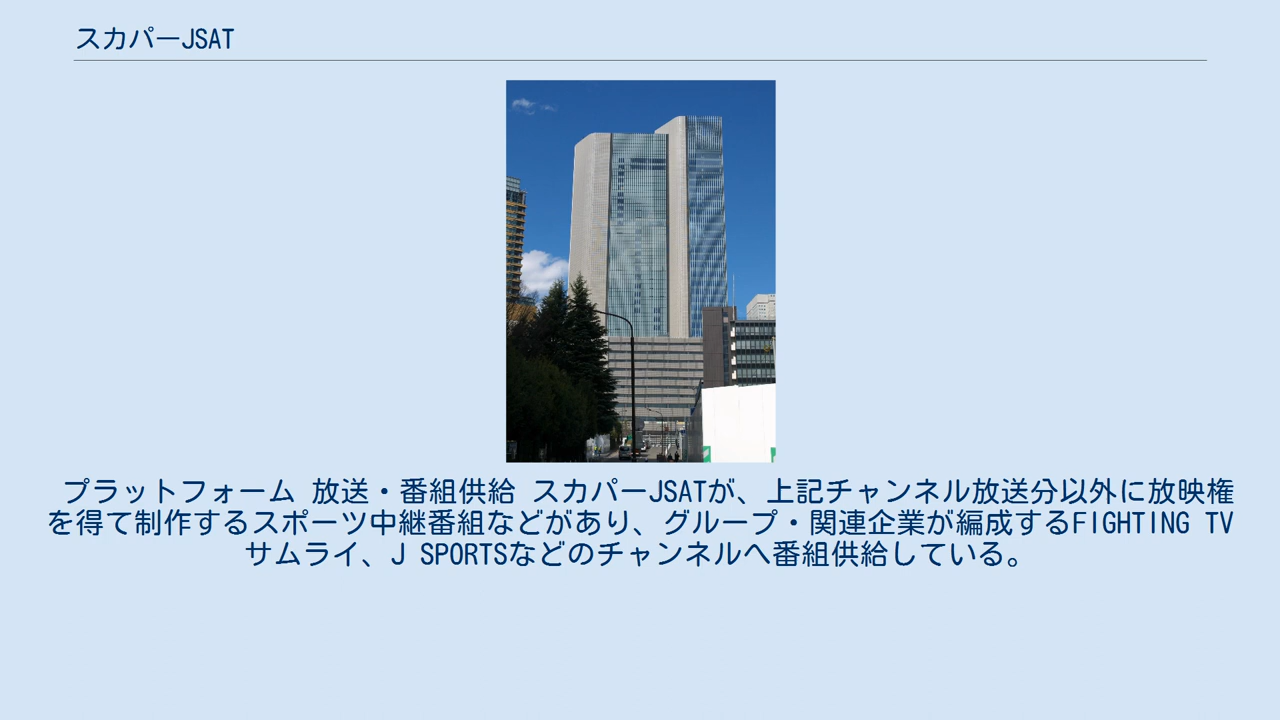 スカパーJSAT
プラットフォーム 放送・番組供給 スカパーJSATが、上記チャンネル放送分以外に放映権
を得て制作するスポーツ中継番組などがあり、グループ・関連企業が編成するFIGHTING TV
サムライ、J SPORTSなどのチャンネルへ番組供給している。